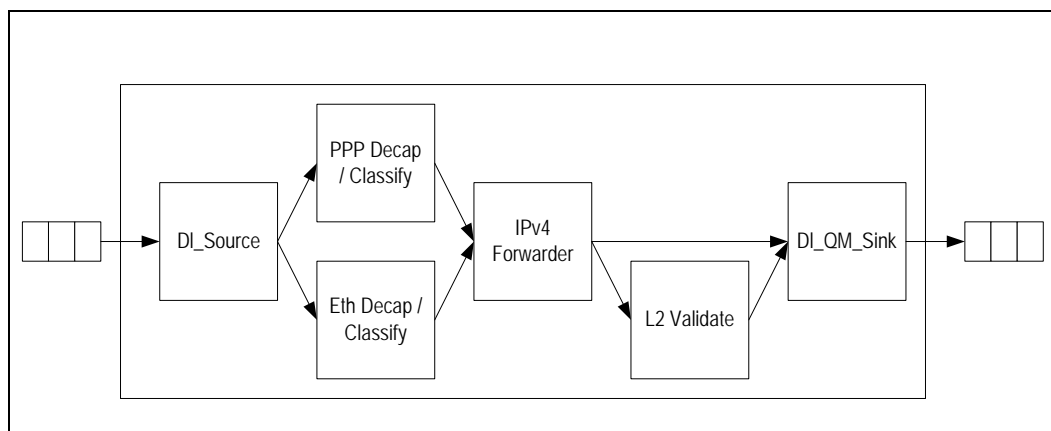 PPP Decap
/ Classify
DI_Source
IPv4
Forwarder
DI_QM_Sink
Eth Decap /
Classify
L2 Validate